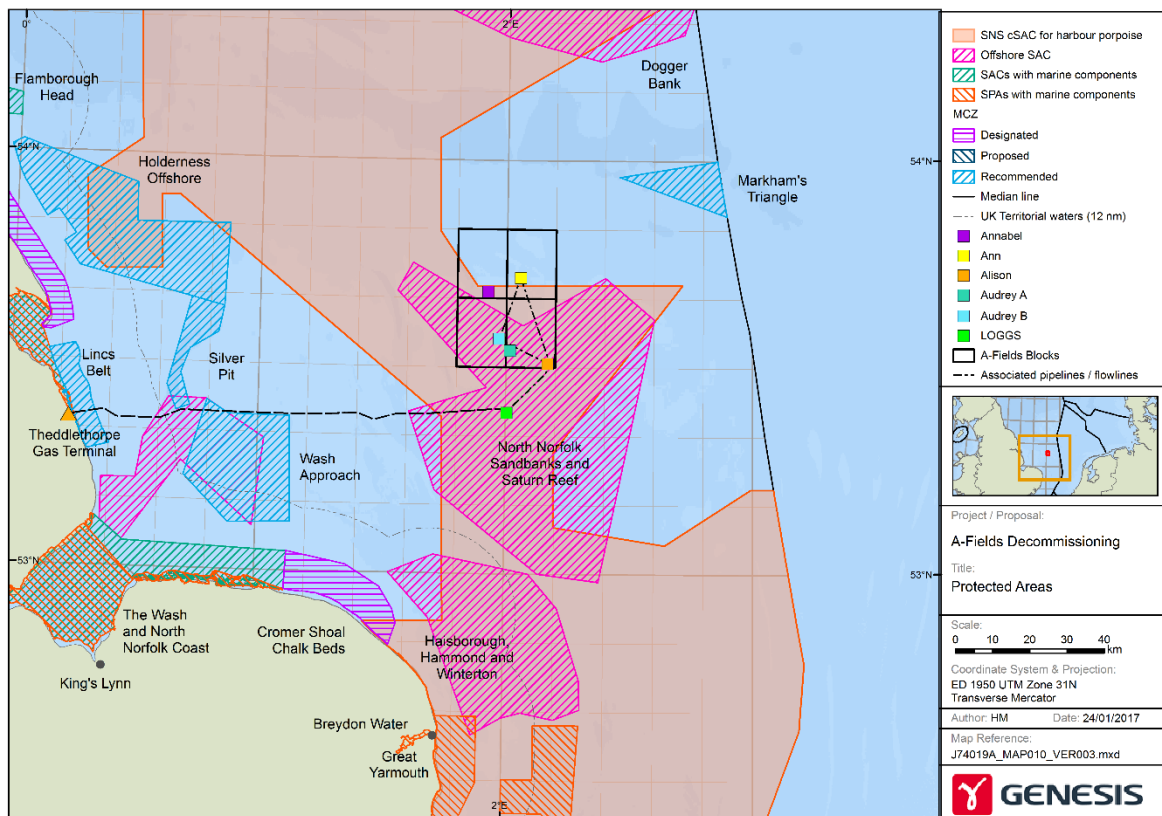 0°
2°E
Flamborough
Head
Dogger
Bank
54°N
54°N
Holderness
Offshore
Markham's
Triangle
Lincs
Belt
Silver
Pit
Theddlethorpe
Gas Terminal
Wash
Approach
North Norfolk
Sandbanks and
Saturn Reef
53°N
53°N
The Wash
and North
Norfolk Coast
Cromer Shoal
Chalk Beds
Haisborough,
Hammond and
Winterton
King's Lynn
Breydon Water
Great
Yarmouth
2°E
SNS cSAC for harbour porpoise
Offshore SAC
SACs with marine components
SPAs with marine components
MCZ
Designated
Proposed
Recommended
Median line
UK Territorial waters (12 nm)
Annabel
Ann
Alison
Audrey A
Audrey B
LOGGS
A-Fields Blocks
Associated pipelines / flowlines
Project / Proposal:
A-Fields Decommissioning
Title:
Protected Areas
Scale:
0 10 20 30 40
km
Coordinate System & Projection:
ED 1950 UTM Zone 31N
Transverse Mercator
Author: HM Date: 24/01/2017
Map Reference:
J74019A_MAP010_VER003.mxd
GENESIS